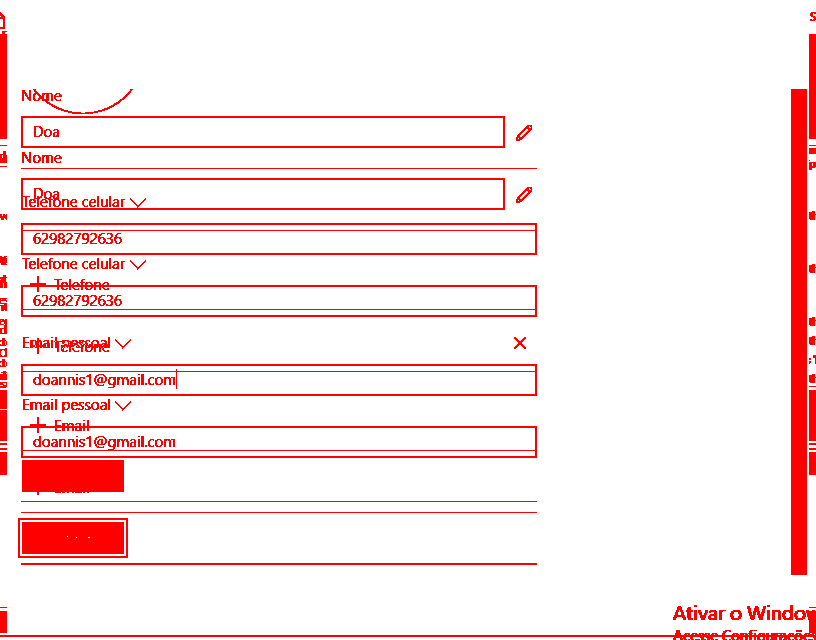 Nome
Doa
Nome
Doa
Telefone celular
62982792636
Telefone celular
Telefone
62982792636
Email pessoal
Telefone
doannis1@gmail.com
Email pessoal
Email
doannis1@gmail.com
Email
Ativar o Window
Acesse Configurações